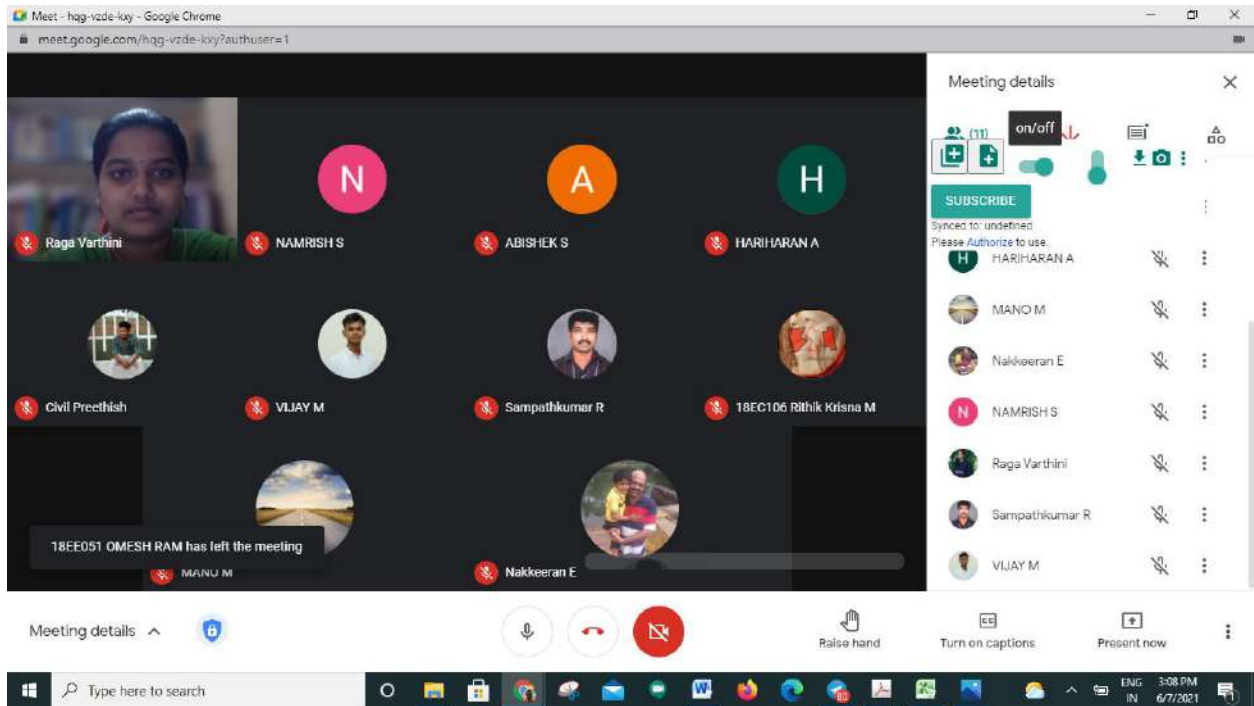 Meet - hqg-vzde-kxy - Google Chrome
meet.google.com/hqg-vzde-kxy?authuser=1
Meeting details
(11)
on/off
SUBSCRIBE
Synced to: undefined
Please Authorize to use.
N
A
H
Raga Varthini
NAMRISH S
ABISHEK S
HARIHARAN A
Civil Preethish
VIJAY M
Sampathkumar R
18EC106 Rithik Krisna M
18EE051 OMESH RAM has left the meeting
MANO M
Nakkeeran E
H
HARIHARAN A
MANO M
Nakkeeran E
N
NAMRISH S
Raga Varthini
Sampathkumar R
VIJAY M
Meeting details
Raise hand
CC
Turn on captions
Present now
Type here to search
W
ENG
IN
3:08 PM
6/7/2021